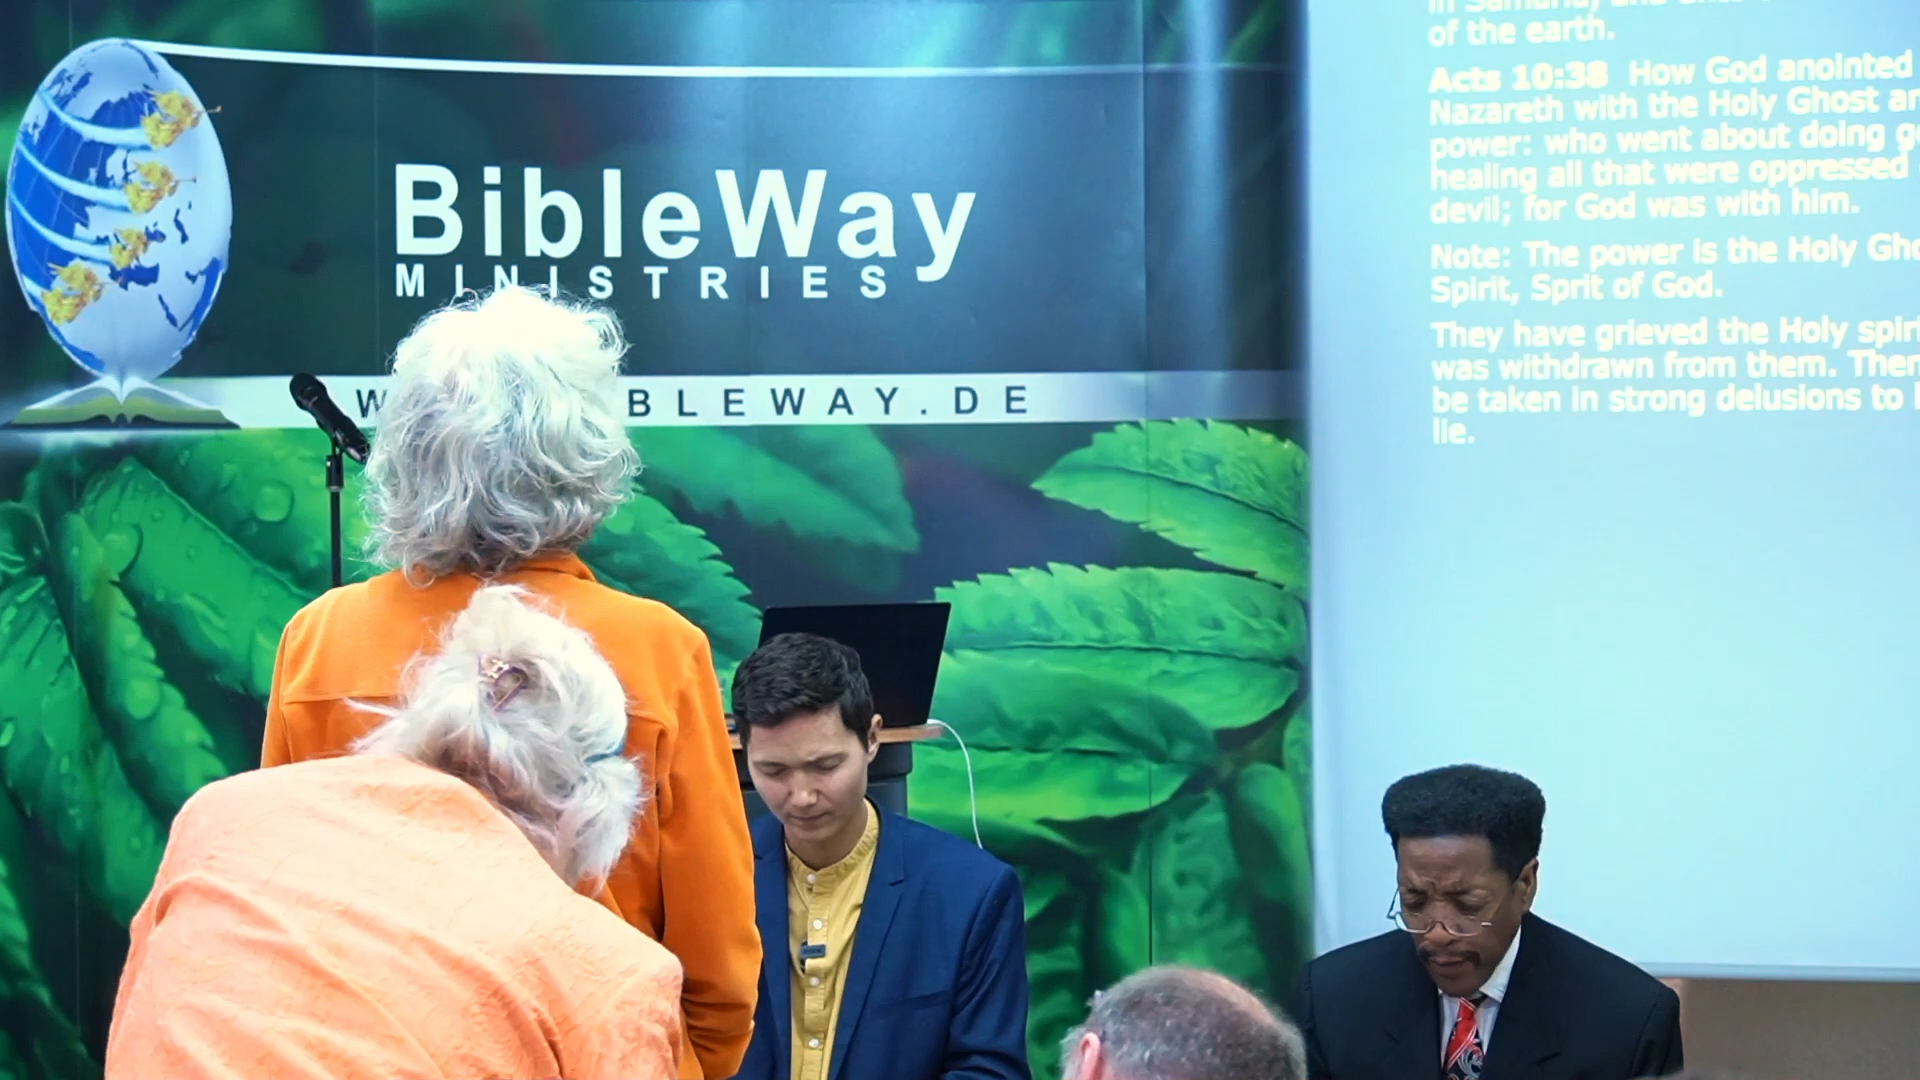 BibleWay
MINISTRIES
W BLEWAY.DE
of the earth.
Acts 10:38 How God anointed
Nazareth with the Holy Ghost
power: who went about doing
healing all that were oppressed
devil; for God was with him.
Note: The power is the Holy
Spirit, Sprit of God.
They have grieved the Holy
was withdrawn from them.
be taken in strong delusions to
lie.